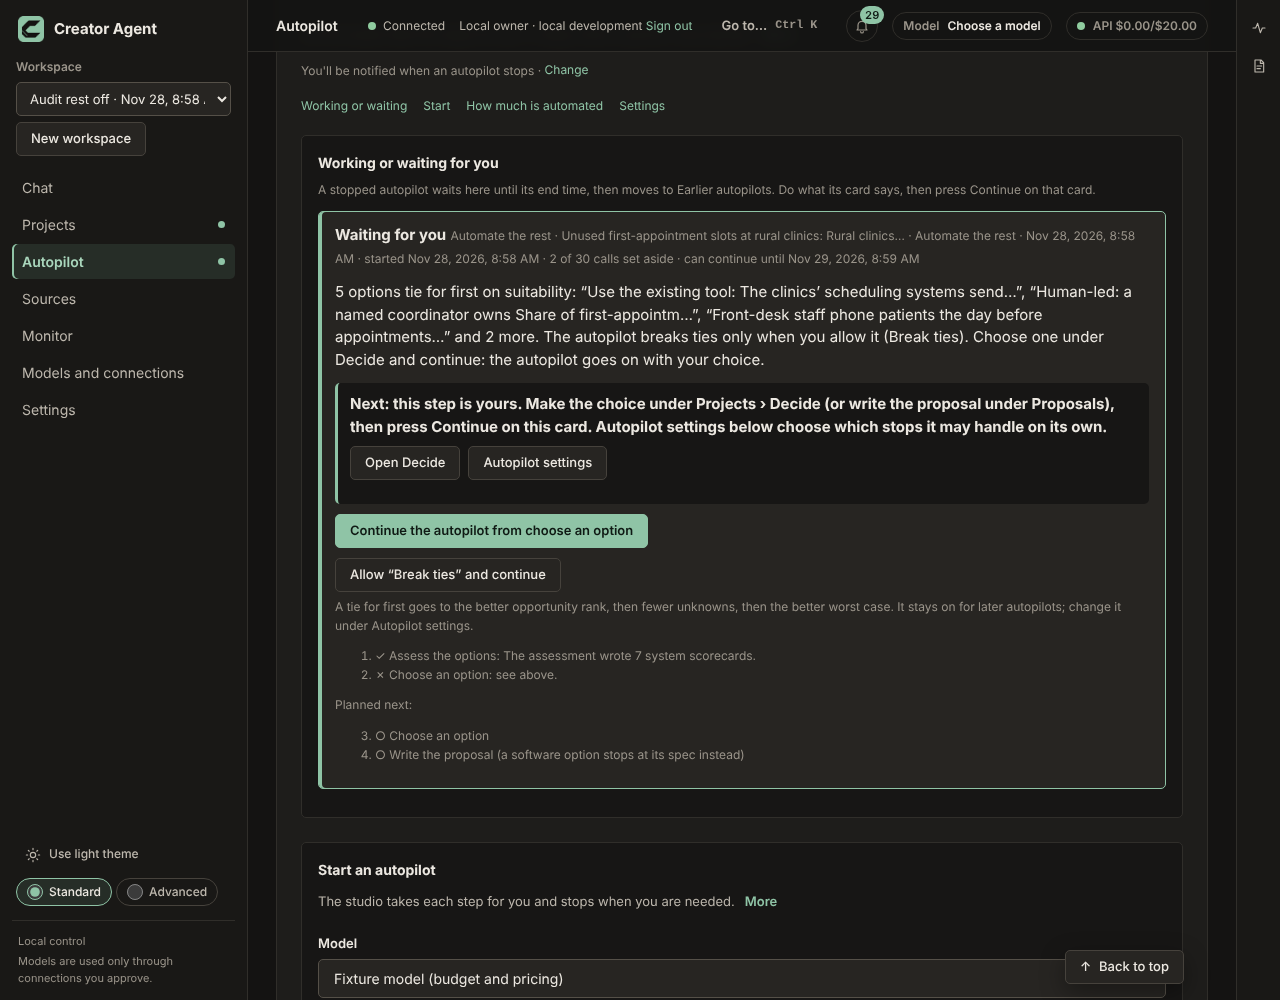 Creator Agent
Workspace
Audit rest off · Nov 28, 8:58
New workspace
Chat
Projects
Autopilot
Sources
Monitor
Models and connections
Settings
Use light theme
Standard
Advanced
Local control
Models are used only through
connections you approve.
Autopilot
Connected
Local owner · local development Sign out
Go to... Ctrl K
29
Model Choose a model
API $0.00/$20.00
You'll be notified when an autopilot stops · Change
Working or waiting Start How much is automated Settings
Working or waiting for you
A stopped autopilot waits here until its end time, then moves to Earlier autopilots. Do what its card says, then press Continue on that card.
Waiting for you Automate the rest · Unused first-appointment slots at rural clinics: Rural clinics... · Automate the rest · Nov 28, 2026, 8:58
AM · started Nov 28, 2026, 8:58 AM · 2 of 30 calls set aside · can continue until Nov 29, 2026, 8:59 AM
5 options tie for first on suitability: “Use the existing tool: The clinics’ scheduling systems send...”, “Human-led: a
named coordinator owns Share of first-appointm...”, “Front-desk staff phone patients the day before
appointments...” and 2 more. The autopilot breaks ties only when you allow it (Break ties). Choose one under
Decide and continue: the autopilot goes on with your choice.
Next: this step is yours. Make the choice under Projects › Decide (or write the proposal under Proposals),
then press Continue on this card. Autopilot settings below choose which stops it may handle on its own.
Open Decide
Autopilot settings
Continue the autopilot from choose an option
Allow “Break ties” and continue
A tie for first goes to the better opportunity rank, then fewer unknowns, then the better worst case. It stays on for later autopilots; change it
under Autopilot settings.
1. ✓ Assess the options: The assessment wrote 7 system scorecards.
2. × Choose an option: see above.
Planned next:
3. ○ Choose an option
4. ○ Write the proposal (a software option stops at its spec instead)
Start an autopilot
The studio takes each step for you and stops when you are needed. More
Model
Fixture model (budget and pricing)
↑ Back to top